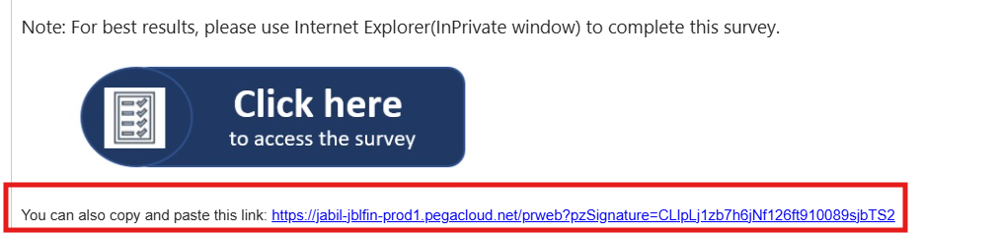 Note: For best results, please use Internet Explorer(InPrivate window) to complete this survey.
Click here
to access the survey
You can also copy and paste this link: https://jabil-jblfin-prod1.pegacloud.net/prweb?pzSignature=CLlpLj1zb7h6jNf126ft910089sjbTS2